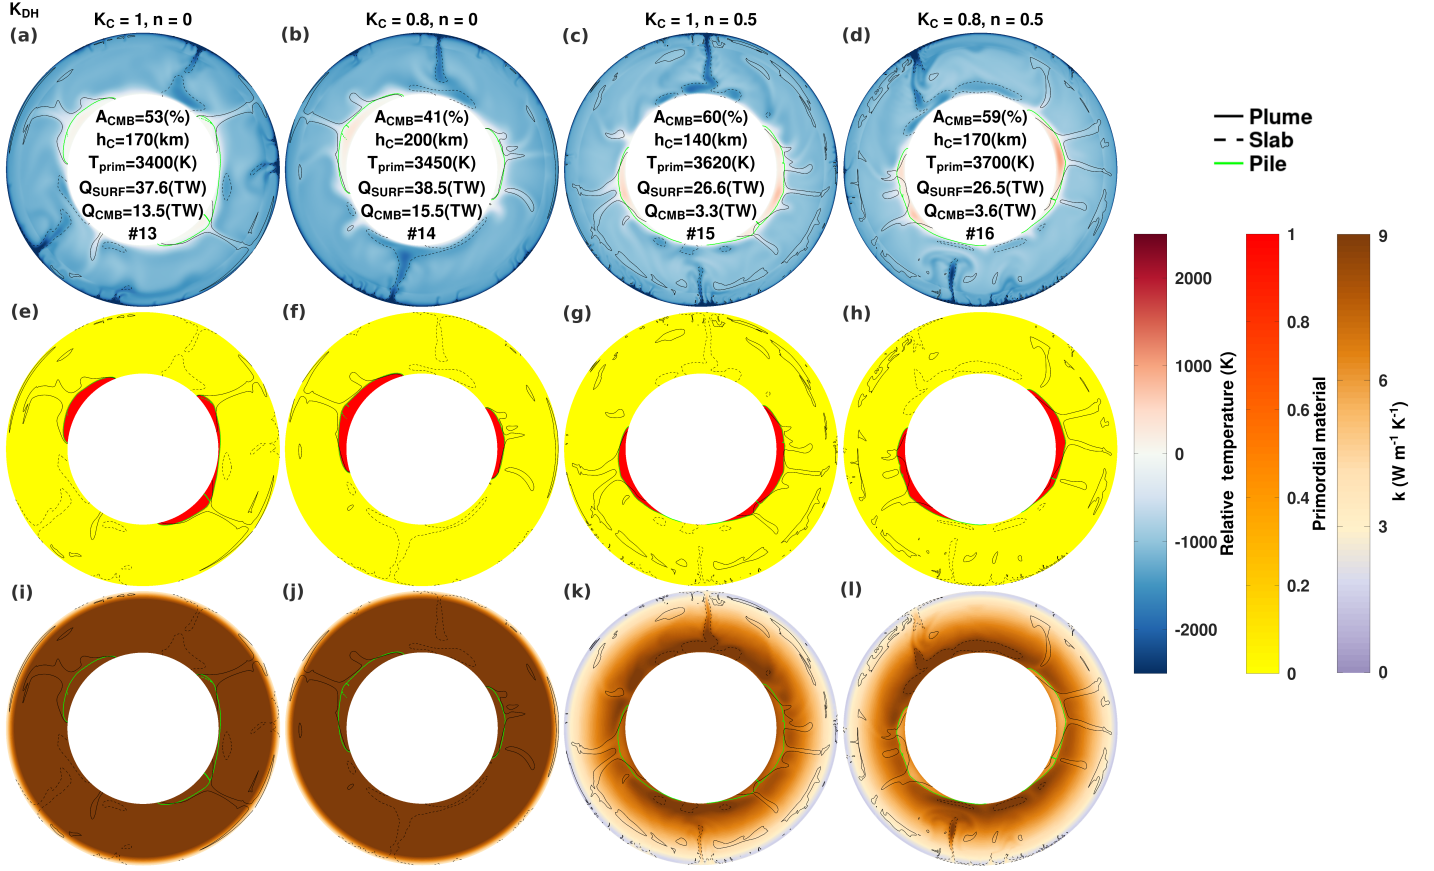 K_DH
K_C = 1, n = 0
K_C = 0.8, n = 0
K_C = 1, n = 0.5
K_C = 0.8, n = 0.5
(a)
(b)
(c)
(d)
A_CMB=53(%)
h_C=170(km)
T_prim=3400(K)
Q_SURF=37.6(TW)
Q_CMB=13.5(TW)
#13
A_CMB=41(%)
h_C=200(km)
T_prim=3450(K)
Q_SURF=38.5(TW)
Q_CMB=15.5(TW)
#14
A_CMB=60(%)
h_C=140(km)
T_prim=3620(K)
Q_SURF=26.6(TW)
Q_CMB=3.3(TW)
#15
A_CMB=59(%)
h_C=170(km)
T_prim=3700(K)
Q_SURF=26.5(TW)
Q_CMB=3.6(TW)
#16
Plume
Slab
Pile
(e)
(f)
(g)
(h)
(i)
(j)
(k)
(l)
2000
1000
0
-1000
-2000
Relative temperature (K)
1
0.8
0.6
0.4
0.2
0
Primordial material
9
6
3
0
k (W m⁻¹ K⁻¹)